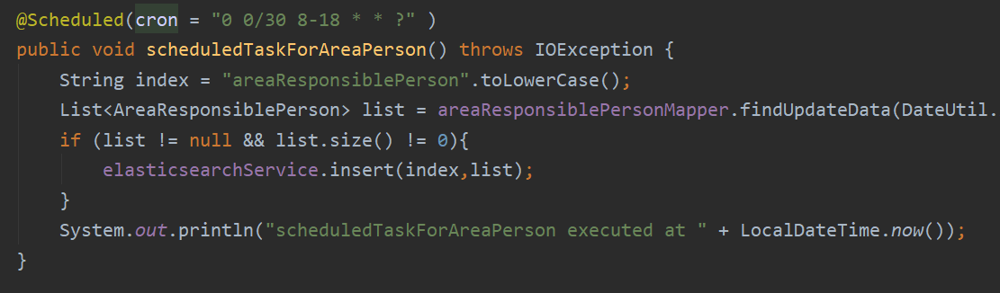 @Scheduled(cron = "0 0/30 8-18 * * ?" )
public void scheduledTaskForAreaPerson() throws IOException {
String index = "areaResponsiblePerson".toLowerCase();
List<AreaResponsiblePerson> list = areaResponsiblePersonMapper.findUpdateData(DateUtil.
if (list != null && list.size() != 0){
elasticsearchService.insert(index,list);
}
System.out.println("scheduledTaskForAreaPerson executed at " + LocalDateTime.now());
}